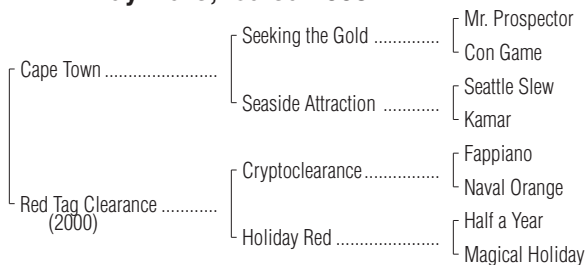 Mr. Prospector
Seeking the Gold ..............
Con Game
Cape Town ........................
Seattle Slew
Seaside Attraction ............
Kamar
Fappiano
Cryptoclearance................
Naval Orange
Red Tag Clearance ............
(2000)
Half a Year
Holiday Red ......................
Magical Holiday